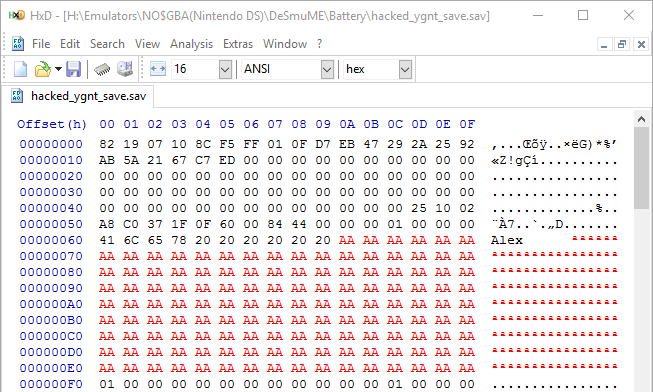 HxD - [H:\Emulators\NO$GBA(Nintendo DS)\DeSmuME\Battery\hacked_ygnt_save.sav]
File Edit Search View Analysis Extras Window ?
16 ANSI hex
hacked_ygnt_save.sav
Offset(h) 00 01 02 03 04 05 06 07 08 09 0A 0B 0C 0D 0E 0F
00000000 82 19 07 10 8C F5 FF 01 0F D7 EB 47 29 2A 25 92 ‚...Œõÿ..×ëG)*%’
00000010 AB 5A 21 67 C7 ED 00 00 00 00 00 00 00 00 00 00 «Z!gÇí..........
00000020 00 00 00 00 00 00 00 00 00 00 00 00 00 00 00 00 ................
00000030 00 00 00 00 00 00 00 00 00 00 00 00 00 00 00 00 ................
00000040 00 00 00 00 00 00 00 00 00 00 00 00 00 25 10 02 .............%..
00000050 A8 C0 37 1F 0F 60 00 84 44 00 00 00 01 00 00 00 ¨À7..`.„D.......
00000060 41 6C 65 78 20 20 20 20 20 20 AA AA AA AA AA AA Alex      ªªªªªª
00000070 AA AA AA AA AA AA AA AA AA AA AA AA AA AA AA AA ªªªªªªªªªªªªªªªª
00000080 AA AA AA AA AA AA AA AA AA AA AA AA AA AA AA AA ªªªªªªªªªªªªªªªª
00000090 AA AA AA AA AA AA AA AA AA AA AA AA AA AA AA AA ªªªªªªªªªªªªªªªª
000000A0 AA AA AA AA AA AA AA AA AA AA AA AA AA AA AA AA ªªªªªªªªªªªªªªªª
000000B0 AA AA AA AA AA AA AA AA AA AA AA AA AA AA AA AA ªªªªªªªªªªªªªªªª
000000C0 AA AA AA AA AA AA AA AA AA AA AA AA AA AA AA AA ªªªªªªªªªªªªªªªª
000000D0 AA AA AA AA AA AA AA AA AA AA AA AA AA AA AA AA ªªªªªªªªªªªªªªªª
000000E0 AA AA AA AA AA AA AA AA AA AA AA AA AA AA AA AA ªªªªªªªªªªªªªªªª
000000F0 01 00 00 00 00 00 00 00 00 00 00 00 01 00 00 00 ................